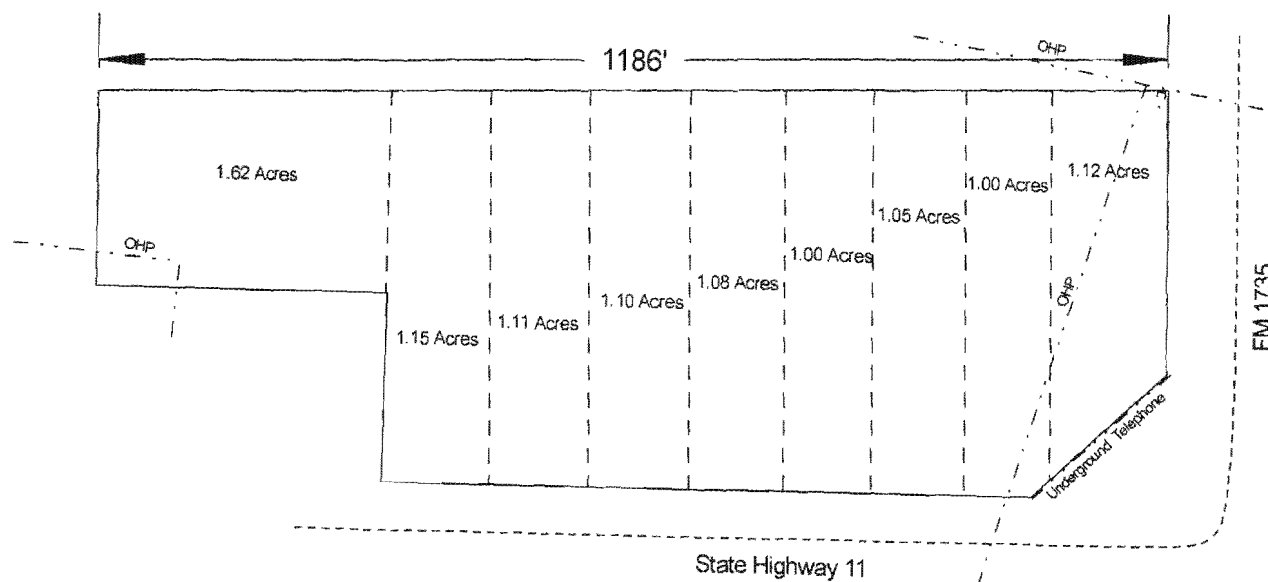 1186'
OHP
1.62 Acres
1.15 Acres
1.11 Acres
1.10 Acres
1.08 Acres
1.00 Acres
1.05 Acres
1.00 Acres
1.12 Acres
OHP
OHP
Underground Telephone
FM 1735
State Highway 11